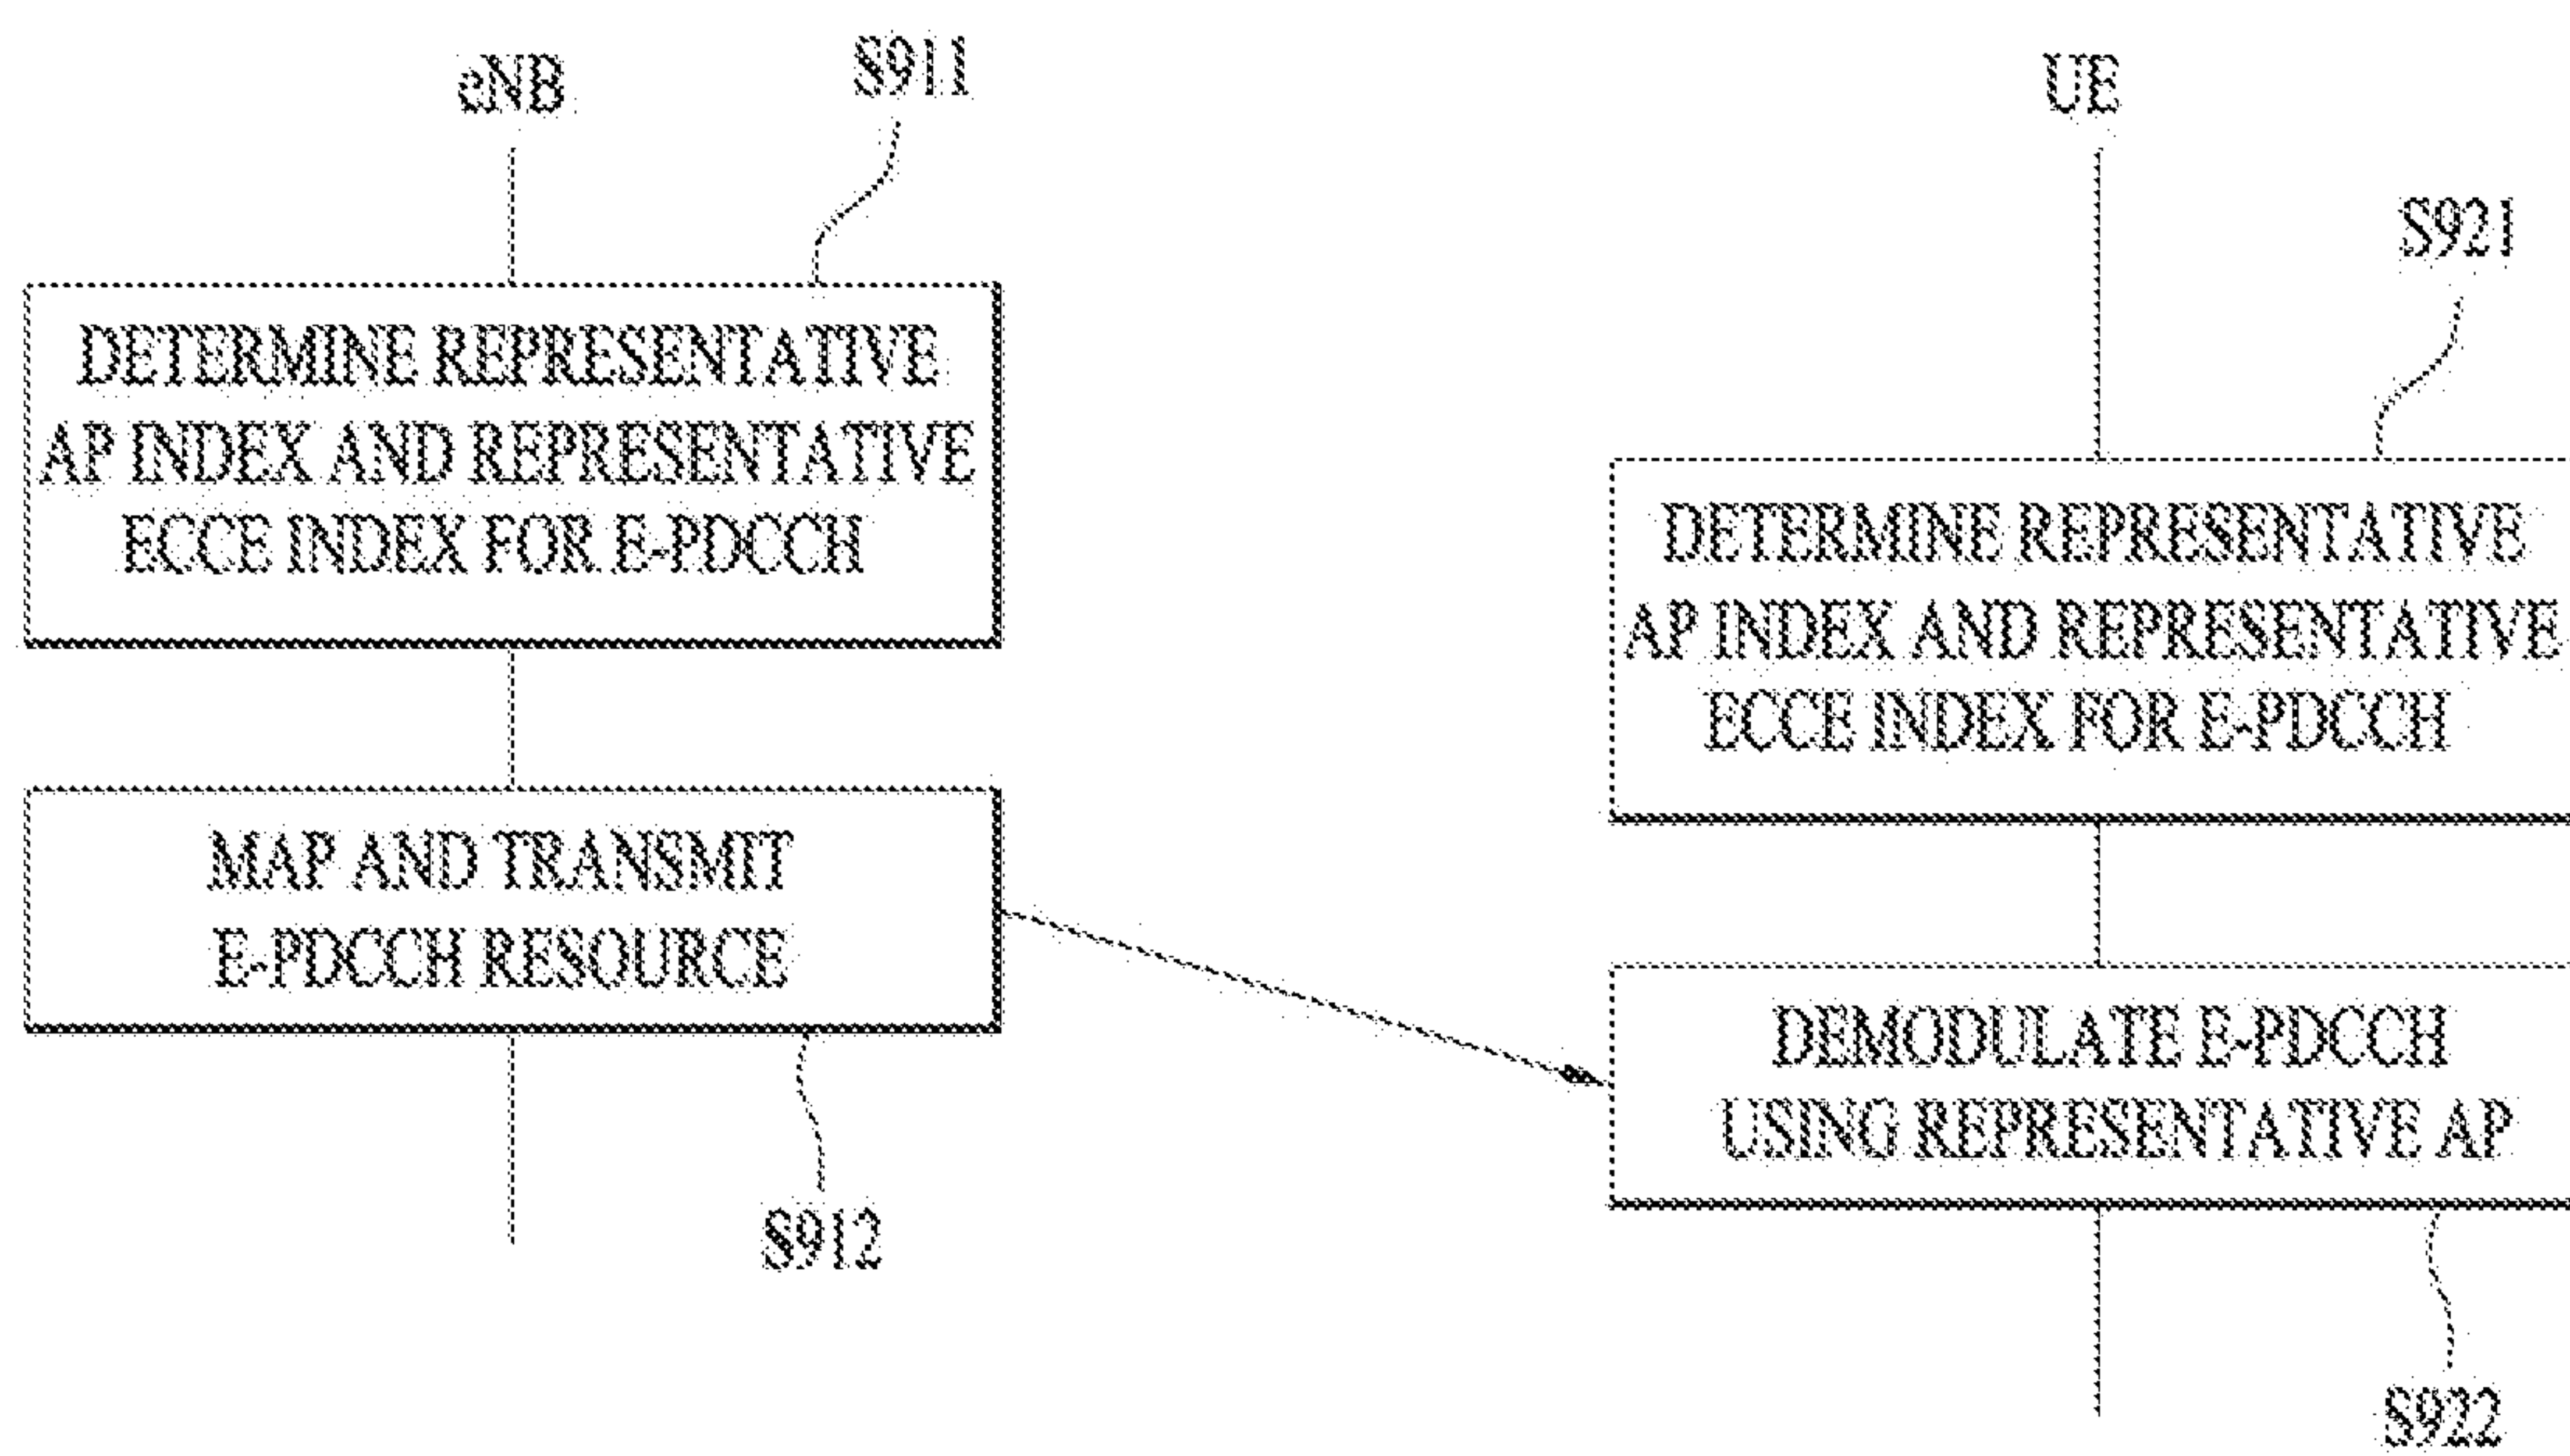 eNB
S911
UE
S921
DETERMINE REPRESENTATIVE
AP INDEX AND REPRESENTATIVE
ECCE INDEX FOR E-PDCCH
DETERMINE REPRESENTATIVE
AP INDEX AND REPRESENTATIVE
ECCE INDEX FOR E-PDCCH
MAP AND TRANSMIT
E-PDCCH RESOURCE
DEMODULATE E-PDCCH
USING REPRESENTATIVE AP
S912
S922